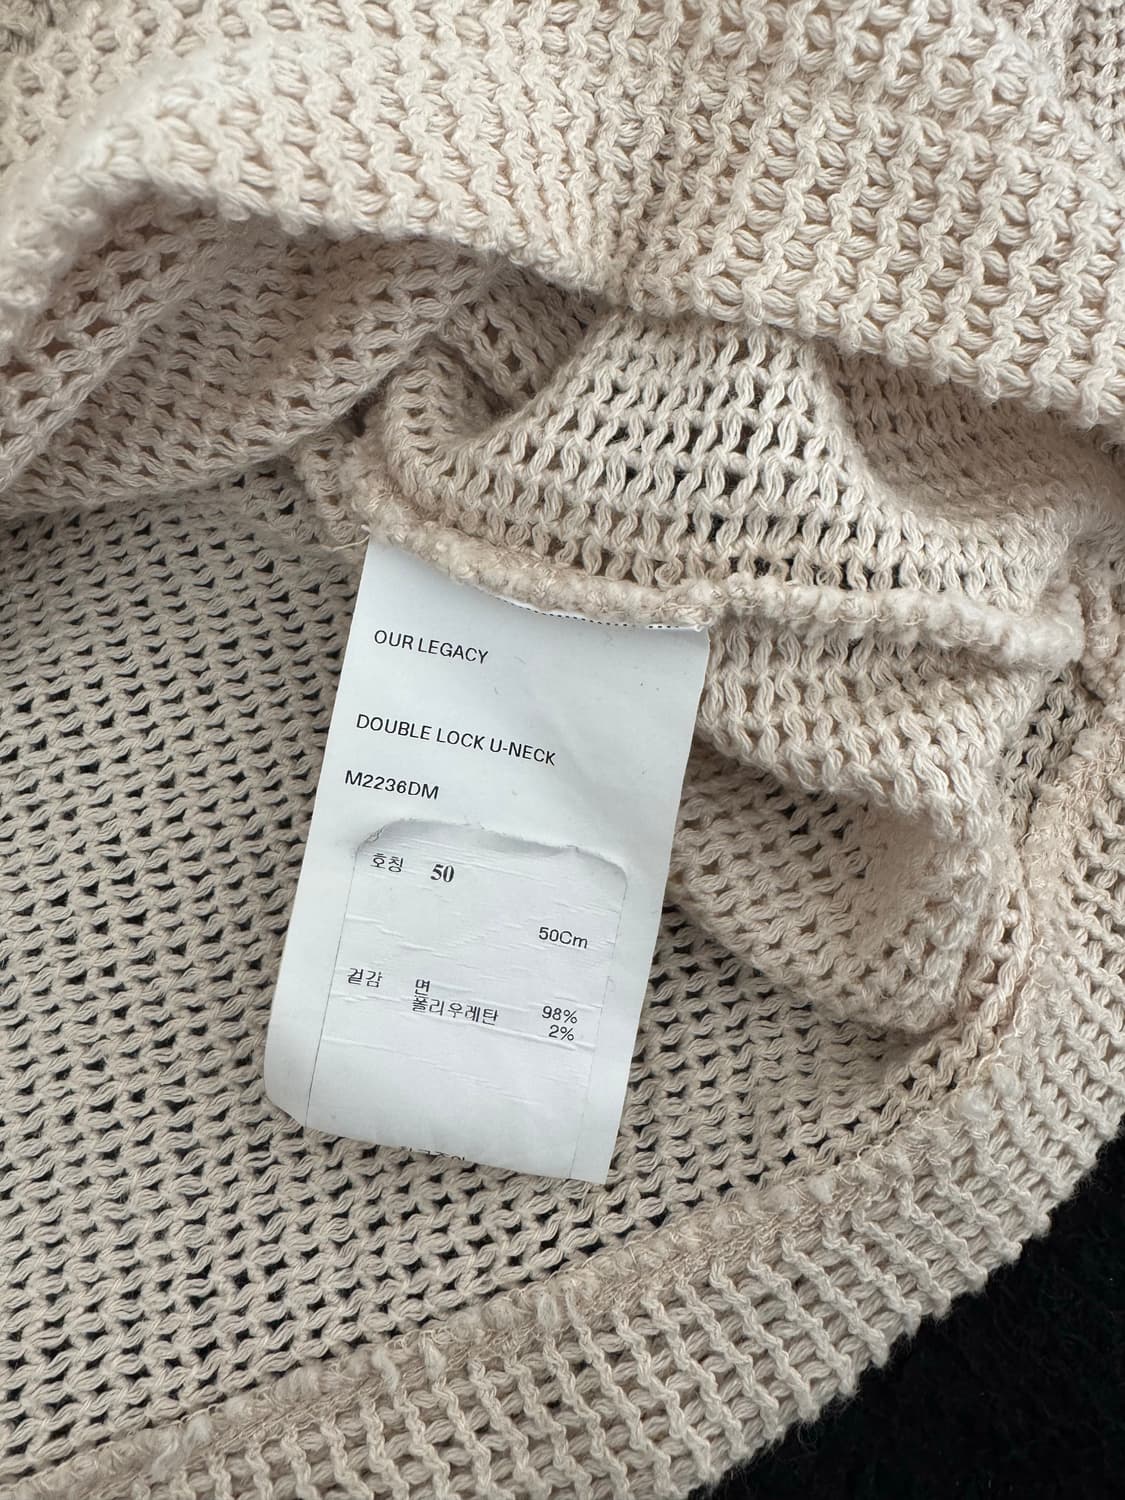 OUR LEGACY
DOUBLE LOCK U-NECK
M2236DM
호칭 50
50Cm
겉감 면 98%
폴리우레탄 2%